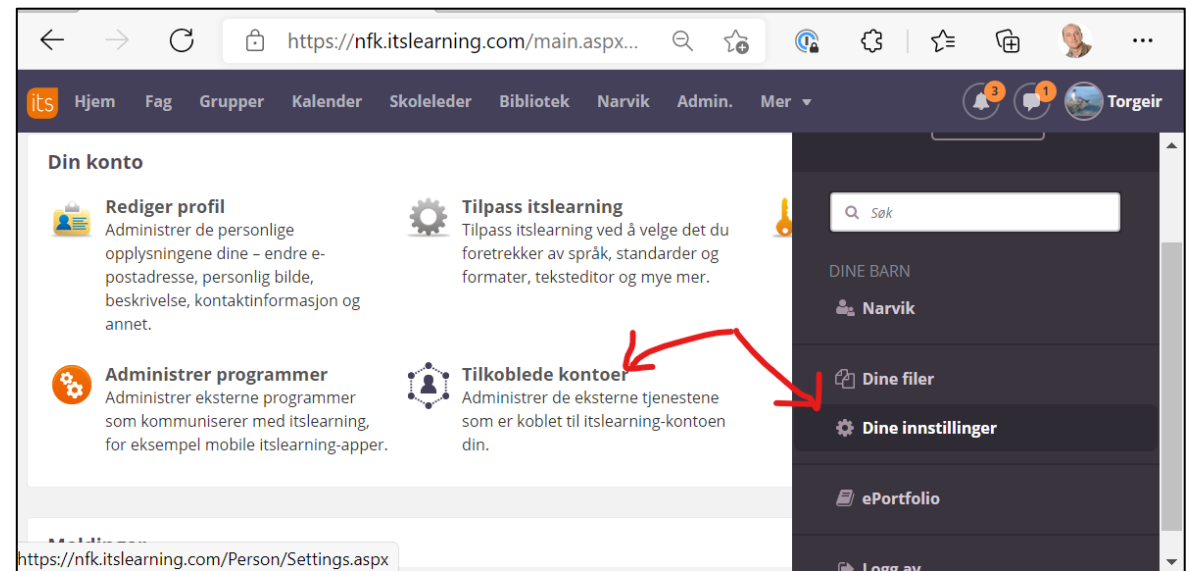 https://nfk.itslearning.com/main.aspx...
its Hjem Fag Grupper Kalender Skoleleder Bibliotek Narvik Admin. Mer 3 1 Torgeir
Din konto
Rediger profil
Administrer de personlige
opplysningene dine – endre e-
postadresse, personlig bilde,
beskrivelse, kontaktinformasjon og
annet.
Tilpass itslearning
Tilpass itslearning ved å velge det du
foretrekker av språk, standarder og
formater, teksteditor og mye mer.
Administrer programmer
Administrer eksterne programmer
som kommuniserer med itslearning,
for eksempel mobile itslearning-apper.
Tilkoblede kontoer
Administrer de eksterne tjenestene
som er koblet til itslearning-kontoen
din.
Meldinger
https://nfk.itslearning.com/Person/Settings.aspx
Søk
DINE BARN
Narvik
Dine filer
Dine innstillinger
ePortfolio
Logg av